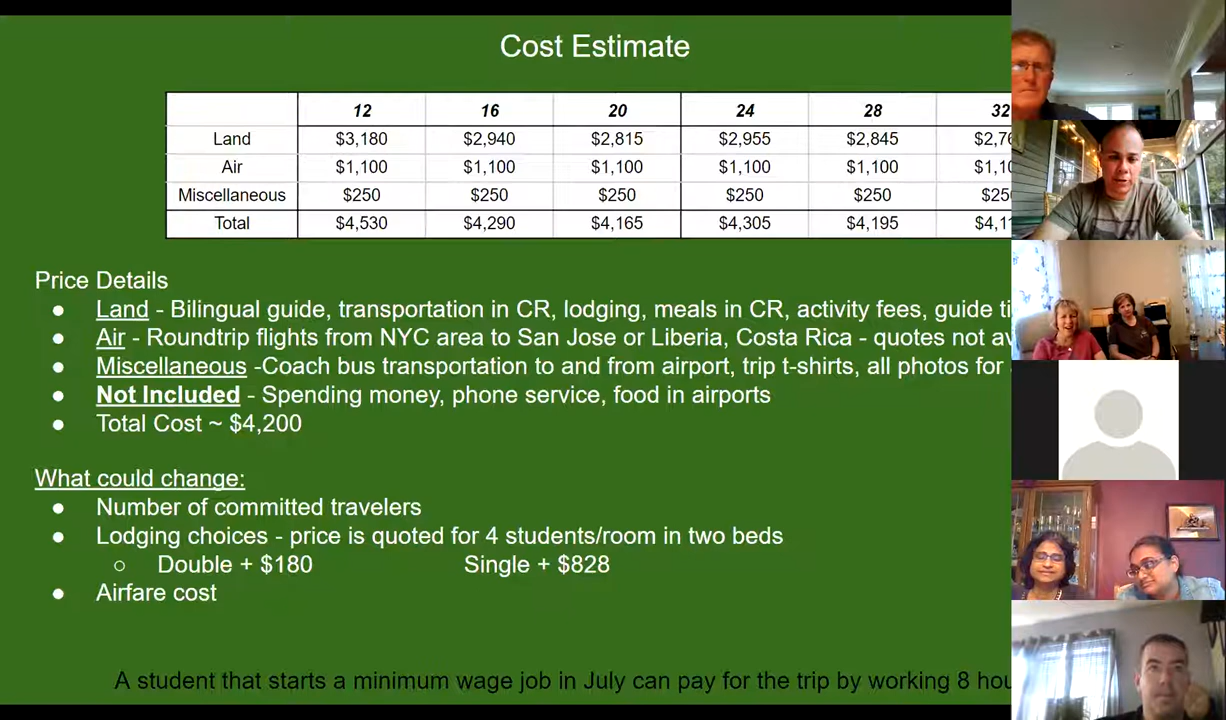 Cost Estimate
12 16 20 24 28 32
Land $3,180 $2,940 $2,815 $2,955 $2,845
Air $1,100 $1,100 $1,100 $1,100 $1,100
Miscellaneous $250 $250 $250 $250 $250
Total $4,530 $4,290 $4,165 $4,305 $4,195
Price Details
● Land - Bilingual guide, transportation in CR, lodging, meals in CR, activity fees, guide
● Air - Roundtrip flights from NYC area to San Jose or Liberia, Costa Rica - quotes not
● Miscellaneous -Coach bus transportation to and from airport, trip t-shirts, all photos for
● Not Included - Spending money, phone service, food in airports
● Total Cost ~ $4,200
What could change:
● Number of committed travelers
● Lodging choices - price is quoted for 4 students/room in two beds
○ Double + $180 Single + $828
● Airfare cost
A student that starts a minimum wage job in July can pay for the trip by working 8